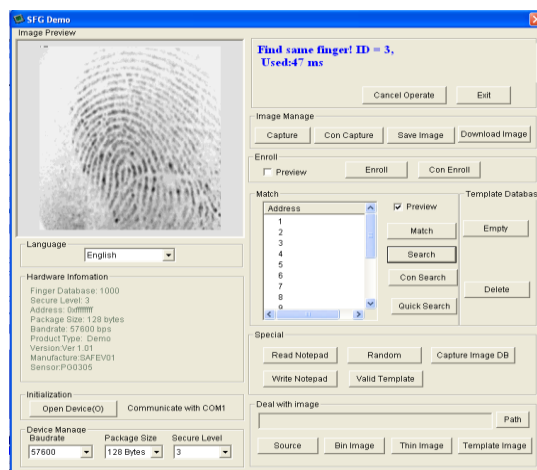 SFG Demo
Image Preview
Find same finger! ID = 3,
Used:47 ms
Cancel Operate
Exit
Image Manage
Capture
Con Capture
Save Image
Download Image
Enroll
Preview
Enroll
Con Enroll
Match
Address
1
2
3
4
5
6
7
8
9
Preview
Match
Search
Con Search
Quick Search
Template Databas
Empty
Delete
Language
English
Hardware Infomation
Finger Database: 1000
Secure Level: 3
Address: 0xffffffff
Package Size: 128 bytes
Bandrate: 57600 bps
Product Type: Demo
Version:Ver 1.01
Manufacture:SAFEV01
Sensor:PG0305
Special
Read Notepad
Random
Capture Image DB
Write Notepad
Valid Template
Initialization
Open Device(O)
Communicate with COM1
Device Manage
Baudrate
Package Size
Secure Level
57600
128 Bytes
3
Deal with image
Path
Source
Bin Image
Thin Image
Template Image